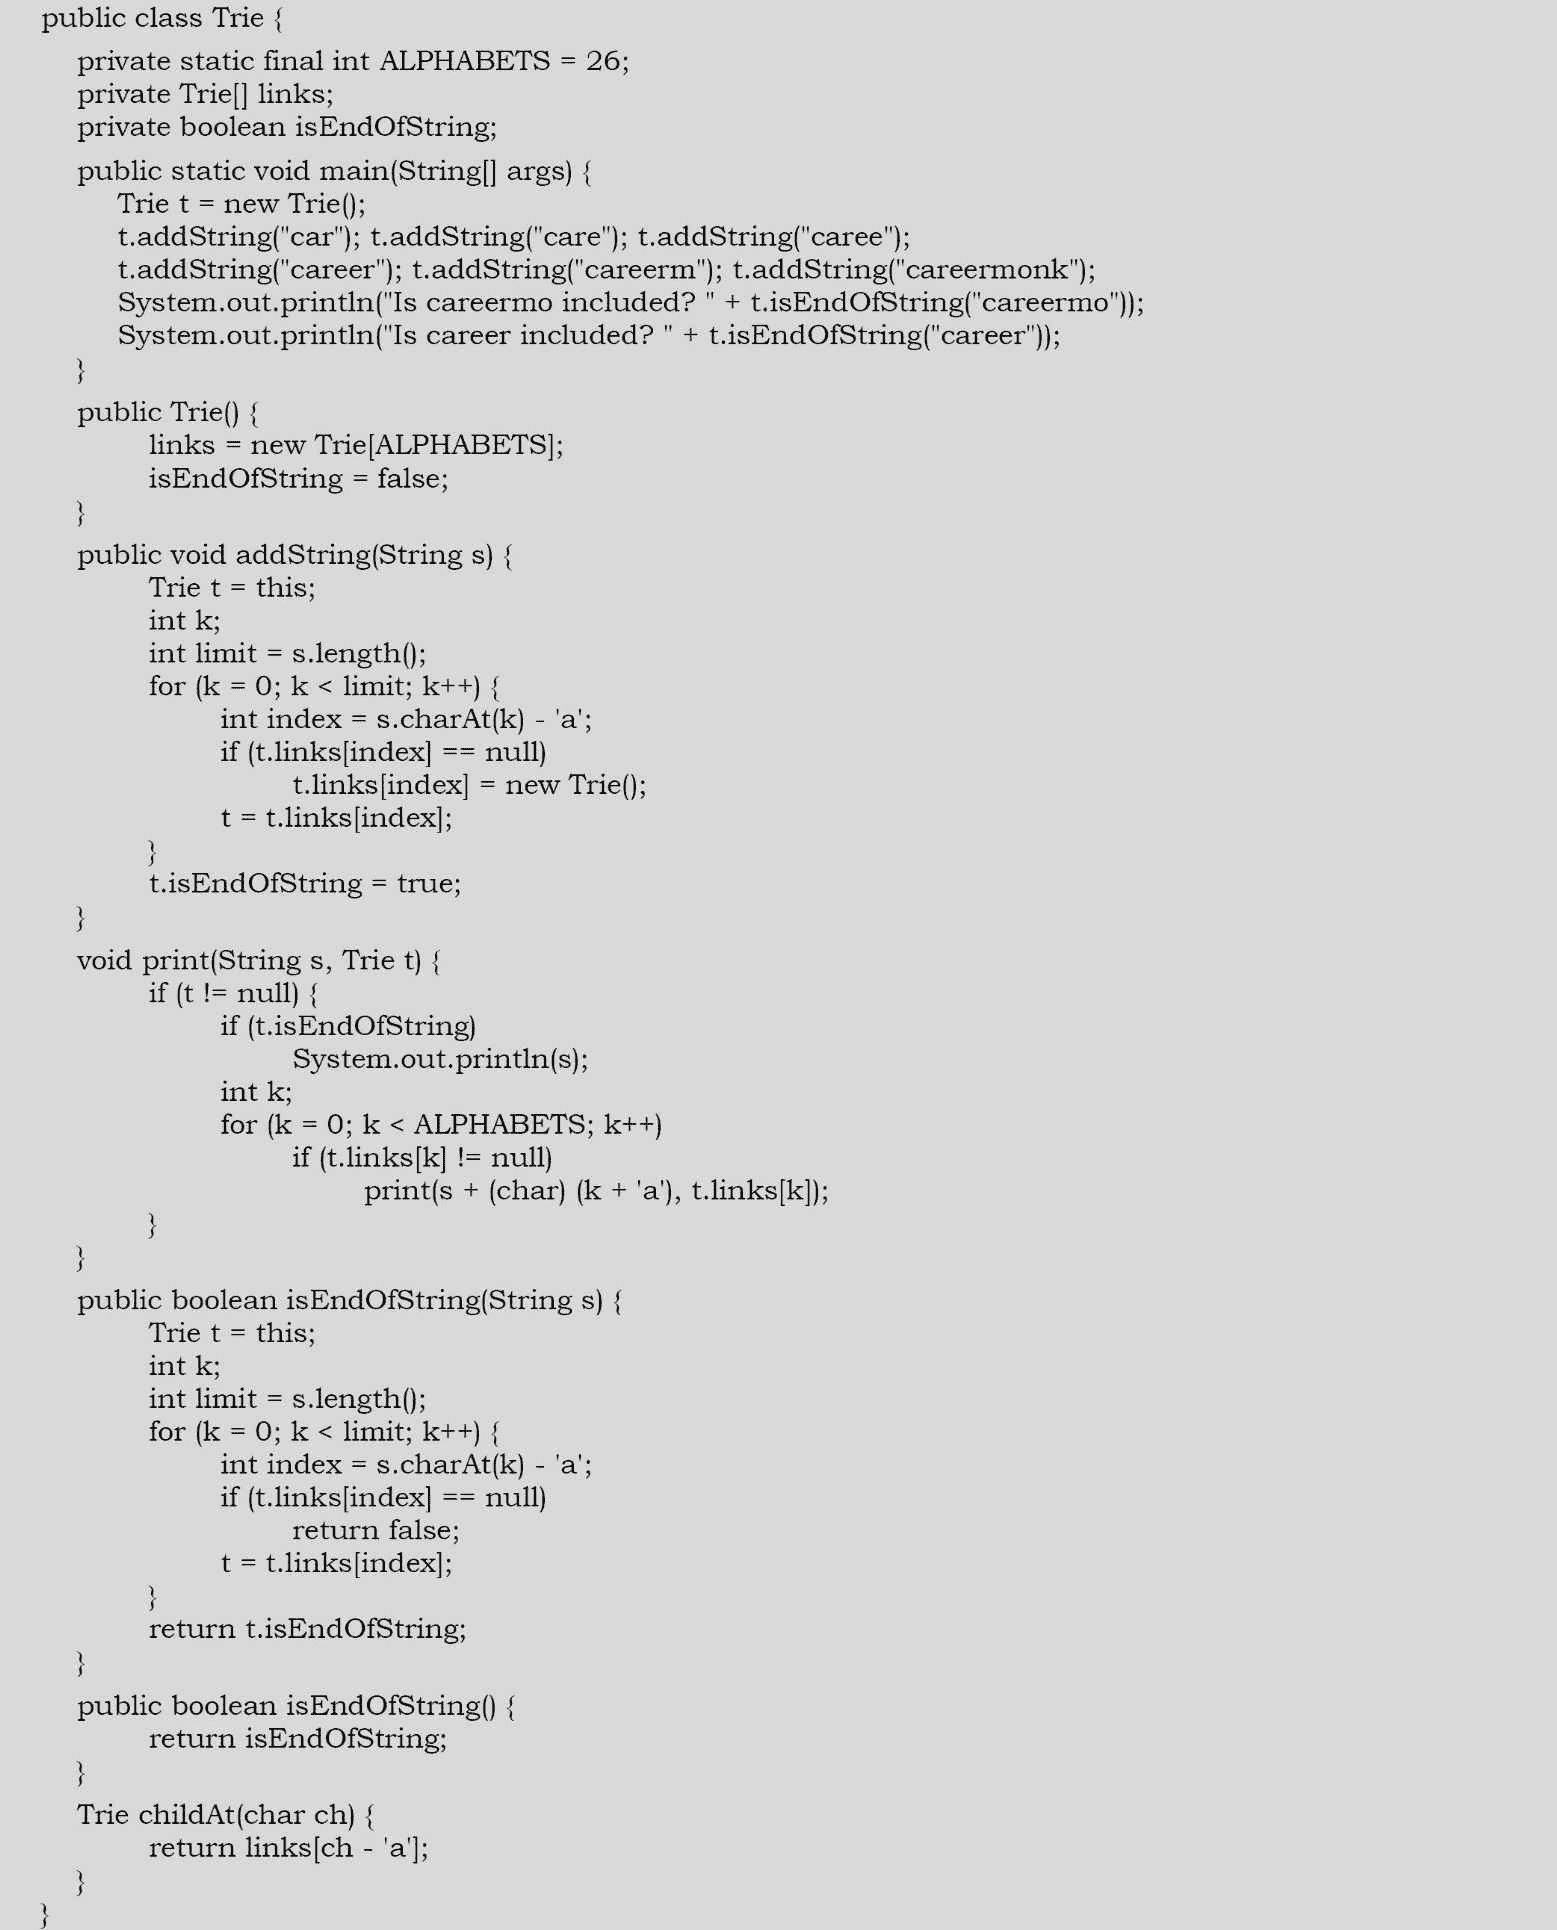 public class Trie {
private static final int ALPHABETS = 26;
private Trie[] links;
private boolean isEndOfString;
public static void main(String[] args) {
Trie t = new Trie();
t.addString("car"); t.addString("care"); t.addString("caree");
t.addString("career"); t.addString("careerm"); t.addString("careermonk");
System.out.println("Is careermo included? " + t.isEndOfString("careermo"));
System.out.println("Is career included? " + t.isEndOfString("career"));
}
public Trie() {
links = new Trie[ALPHABETS];
isEndOfString = false;
}
public void addString(String s) {
Trie t = this;
int k;
int limit = s.length();
for (k = 0; k < limit; k++) {
int index = s.charAt(k) - 'a';
if (t.links[index] == null)
t.links[index] = new Trie();
t = t.links[index];
}
t.isEndOfString = true;
}
void print(String s, Trie t) {
if (t != null) {
if (t.isEndOfString)
System.out.println(s);
int k;
for (k = 0; k < ALPHABETS; k++)
if (t.links[k] != null)
print(s + (char) (k + 'a'), t.links[k]);
}
}
public boolean isEndOfString(String s) {
Trie t = this;
int k;
int limit = s.length();
for (k = 0; k < limit; k++) {
int index = s.charAt(k) - 'a';
if (t.links[index] == null)
return false;
t = t.links[index];
}
return t.isEndOfString;
}
public boolean isEndOfString() {
return isEndOfString;
}
Trie childAt(char ch) {
return links[ch - 'a'];
}
}